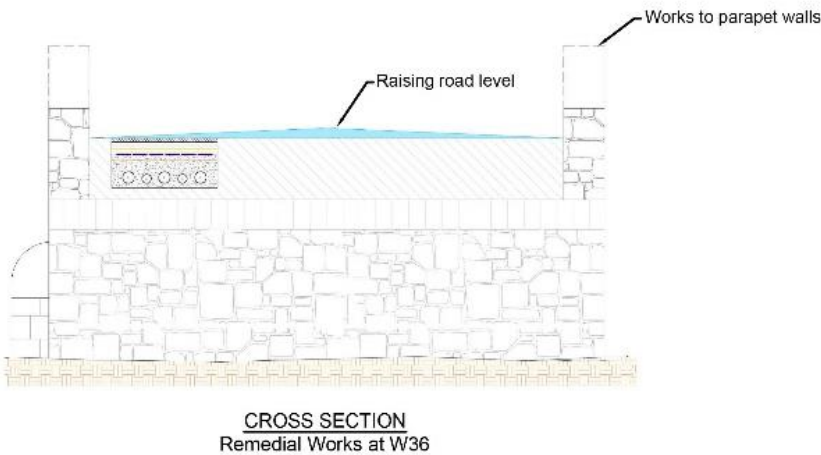 Works to parapet walls
Raising road level
CROSS SECTION
Remedial Works at W36